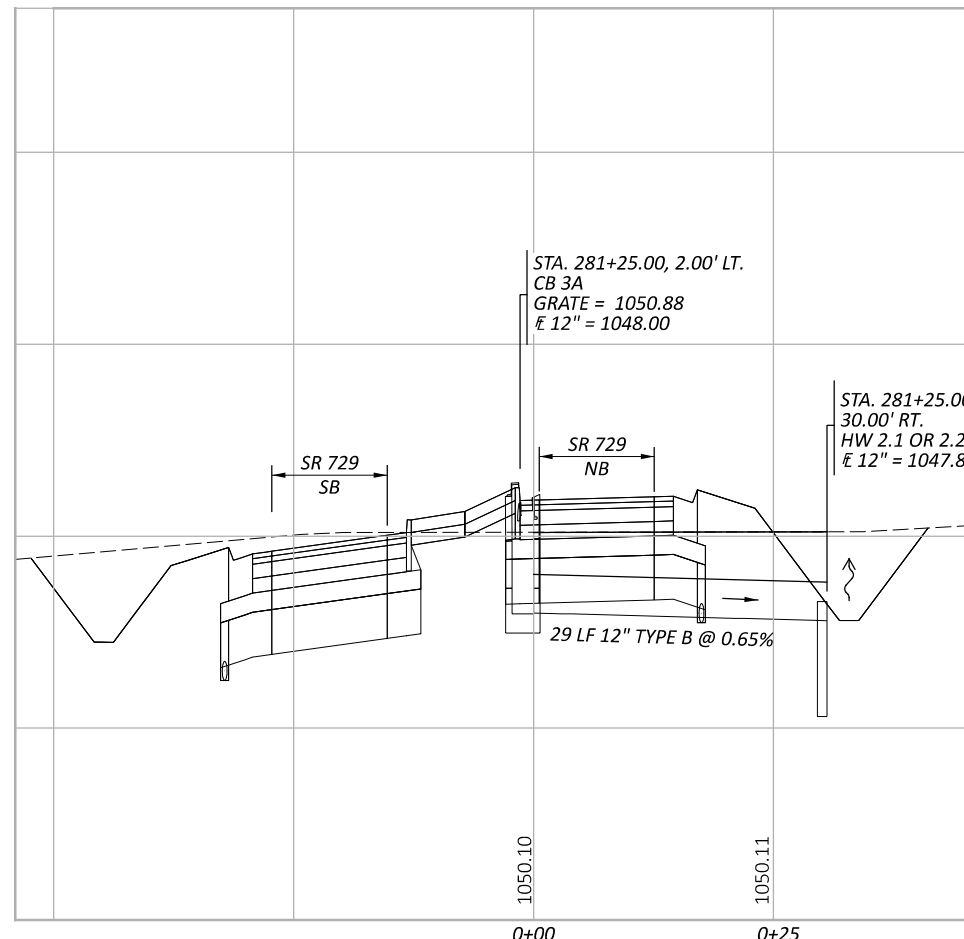 STA. 281+25.00, 2.00' LT.
CB 3A
GRATE = 1050.88
℄ 12" = 1048.00
STA. 281+25.00
30.00' RT.
HW 2.1 OR 2.2
12" = 1047.8
SR 729
SB
SR 729
NB
29 LF 12" TYPE B @ 0.65%
1050.10
1050.11
0+00
0+25